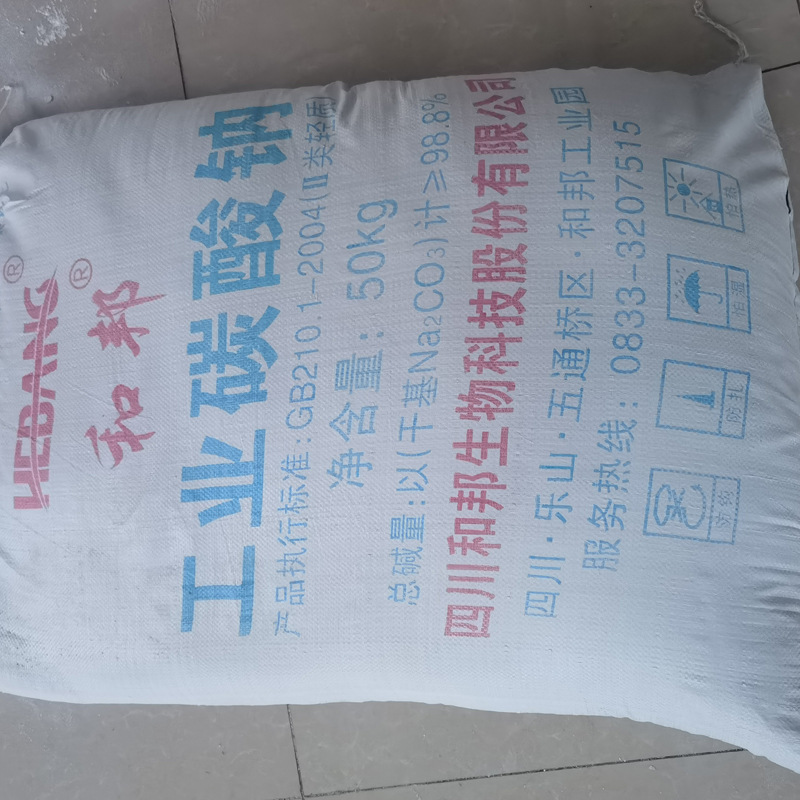 HEBANG®
和邦®
工业碳酸钠
产品执行标准:GB210.1-2004(Ⅱ类轻质)
净含量:50kg
总碱量:以(干基Na₂CO₃)计≥98.8%
四川和邦生物科技股份有限公司
四川·乐山·五通桥区·和邦工业园
服务热线:0833-3207515
防钩
防扎
怕湿
怕热